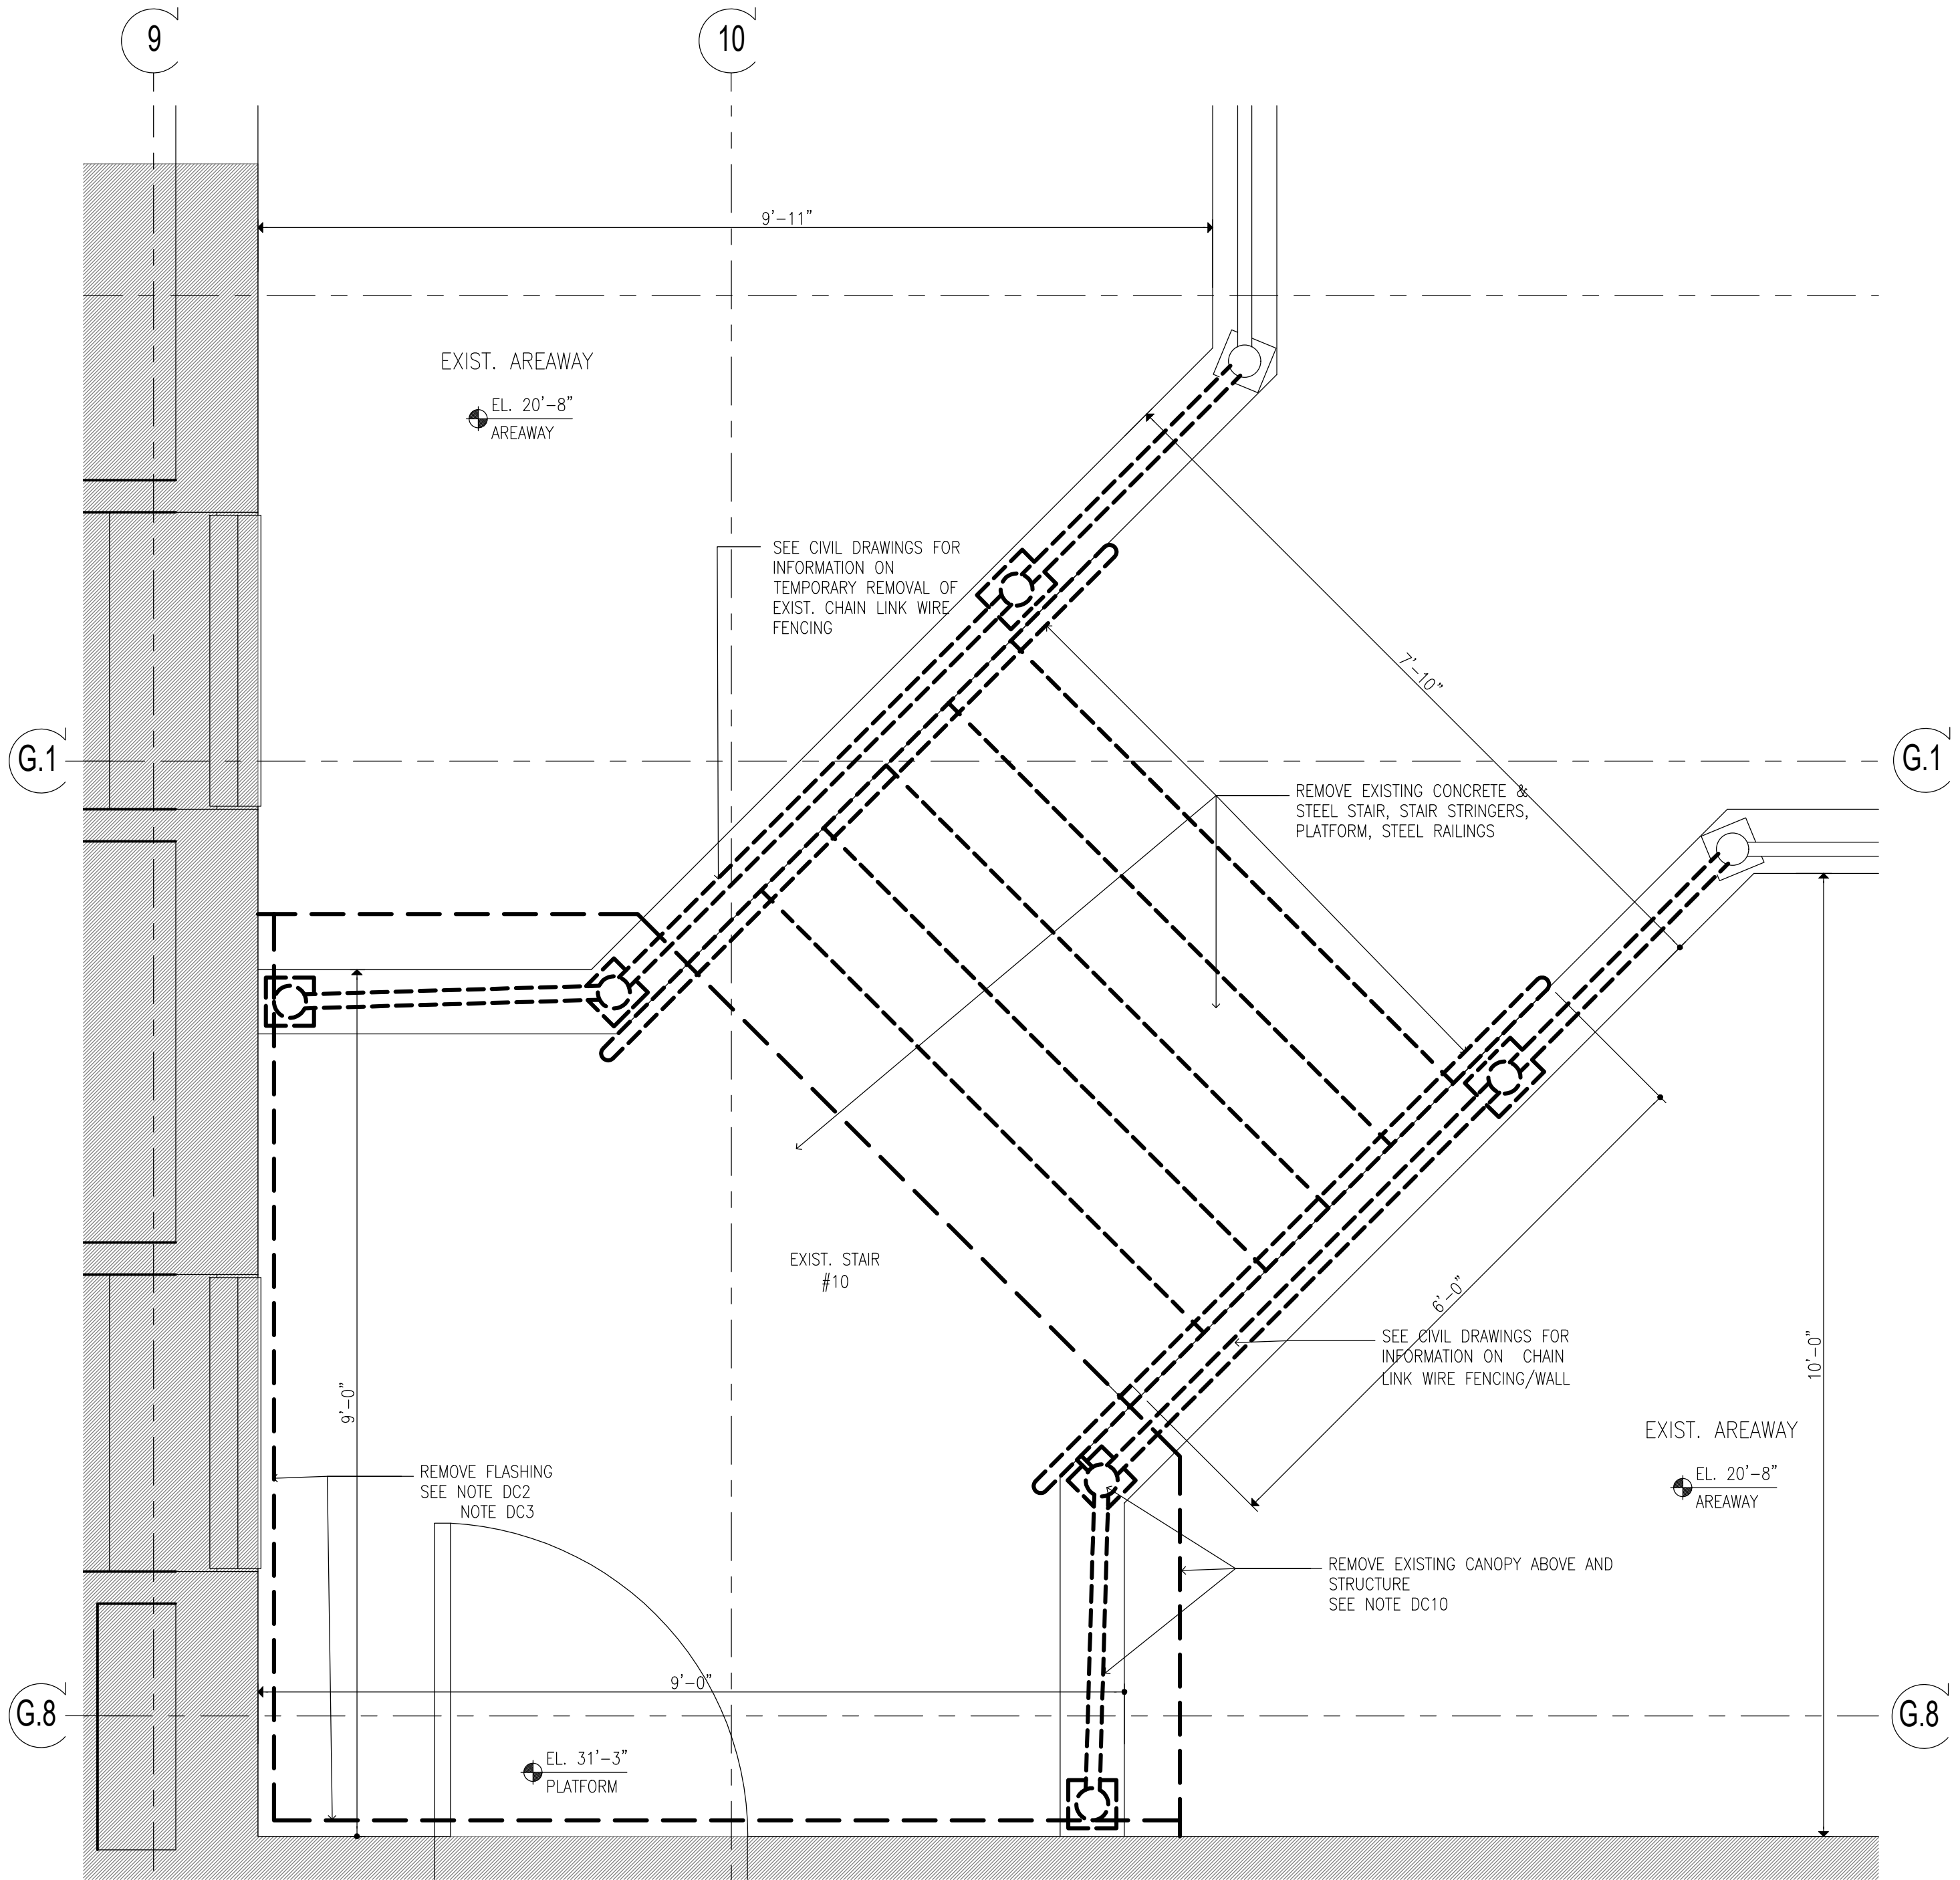 9
10
9'-11"
EXIST. AREAWAY
EL. 20'-8"
AREAWAY
SEE CIVIL DRAWINGS FOR
INFORMATION ON
TEMPORARY REMOVAL OF
EXIST. CHAIN LINK WIRE
FENCING
7'-10"
G.1
G.1
REMOVE EXISTING CONCRETE &
STEEL STAIR, STAIR STRINGERS,
PLATFORM, STEEL RAILINGS
EXIST. STAIR
#10
6'-0"
SEE CIVIL DRAWINGS FOR
INFORMATION ON CHAIN
LINK WIRE FENCING/WALL
10'-0"
9'-0"
EXIST. AREAWAY
EL. 20'-8"
AREAWAY
REMOVE FLASHING
SEE NOTE DC2
NOTE DC3
REMOVE EXISTING CANOPY ABOVE AND
STRUCTURE
SEE NOTE DC10
9'-0"
G.8
G.8
EL. 31'-3"
PLATFORM